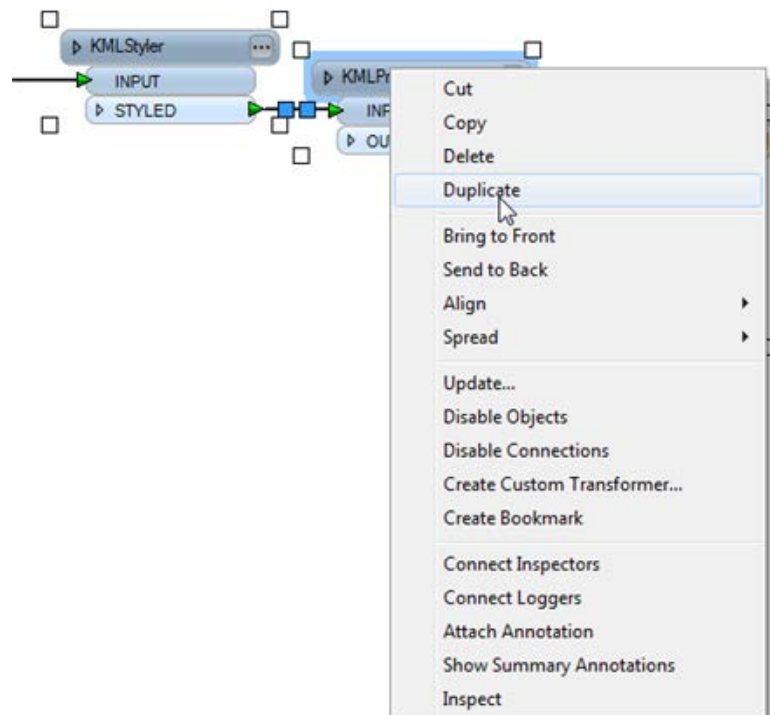 KMLStyler
INPUT
STYLED
Cut
Copy
Delete
Duplicate
Bring to Front
Send to Back
Align
Spread
Update...
Disable Objects
Disable Connections
Create Custom Transformer...
Create Bookmark
Connect Inspectors
Connect Loggers
Attach Annotation
Show Summary Annotations
Inspect